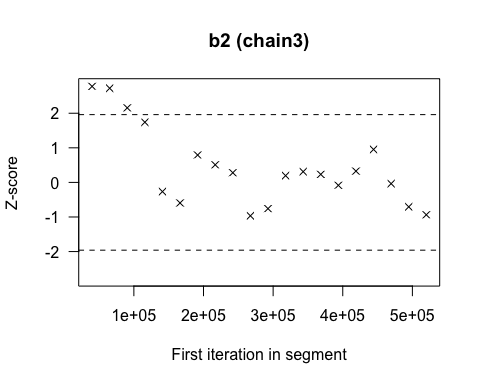 b2 (chain3)
Z-score
2
1
0
-1
-2
1e+05 2e+05 3e+05 4e+05 5e+05
First iteration in segment